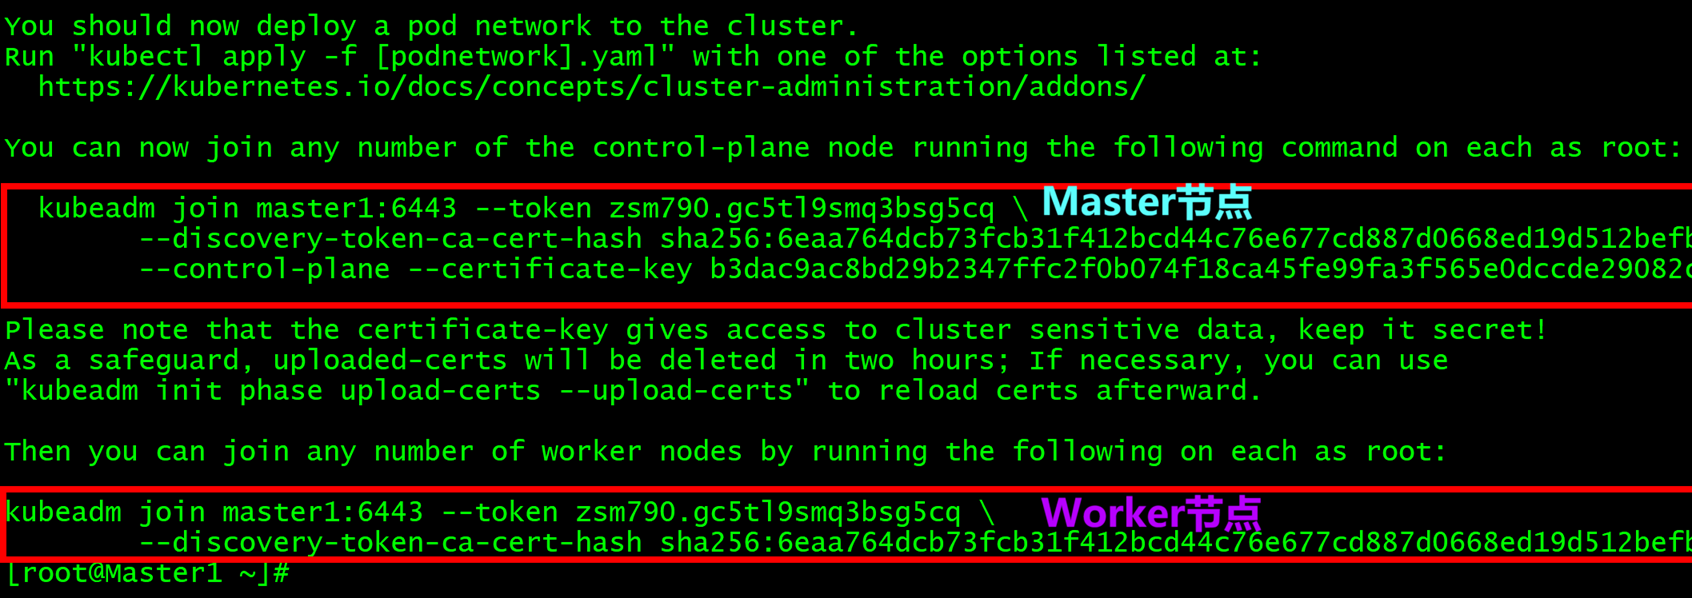 You should now deploy a pod network to the cluster.
Run "kubectl apply -f [podnetwork].yaml" with one of the options listed at:
  https://kubernetes.io/docs/concepts/cluster-administration/addons/
You can now join any number of the control-plane node running the following command on each as root:
  kubeadm join master1:6443 --token zsm790.gc5tl9smq3bsg5cq \ Master节点
        --discovery-token-ca-cert-hash sha256:6eaa764dcb73fcb31f412bcd44c76e677cd887d0668ed19d512befb
        --control-plane --certificate-key b3dac9ac8bd29b2347ffc2f0b074f18ca45fe99fa3f565e0dccde29082c
Please note that the certificate-key gives access to cluster sensitive data, keep it secret!
As a safeguard, uploaded-certs will be deleted in two hours; If necessary, you can use
"kubeadm init phase upload-certs --upload-certs" to reload certs afterward.
Then you can join any number of worker nodes by running the following on each as root:
kubeadm join master1:6443 --token zsm790.gc5tl9smq3bsg5cq \ Worker节点
        --discovery-token-ca-cert-hash sha256:6eaa764dcb73fcb31f412bcd44c76e677cd887d0668ed19d512befb
[root@Master1 ~]#